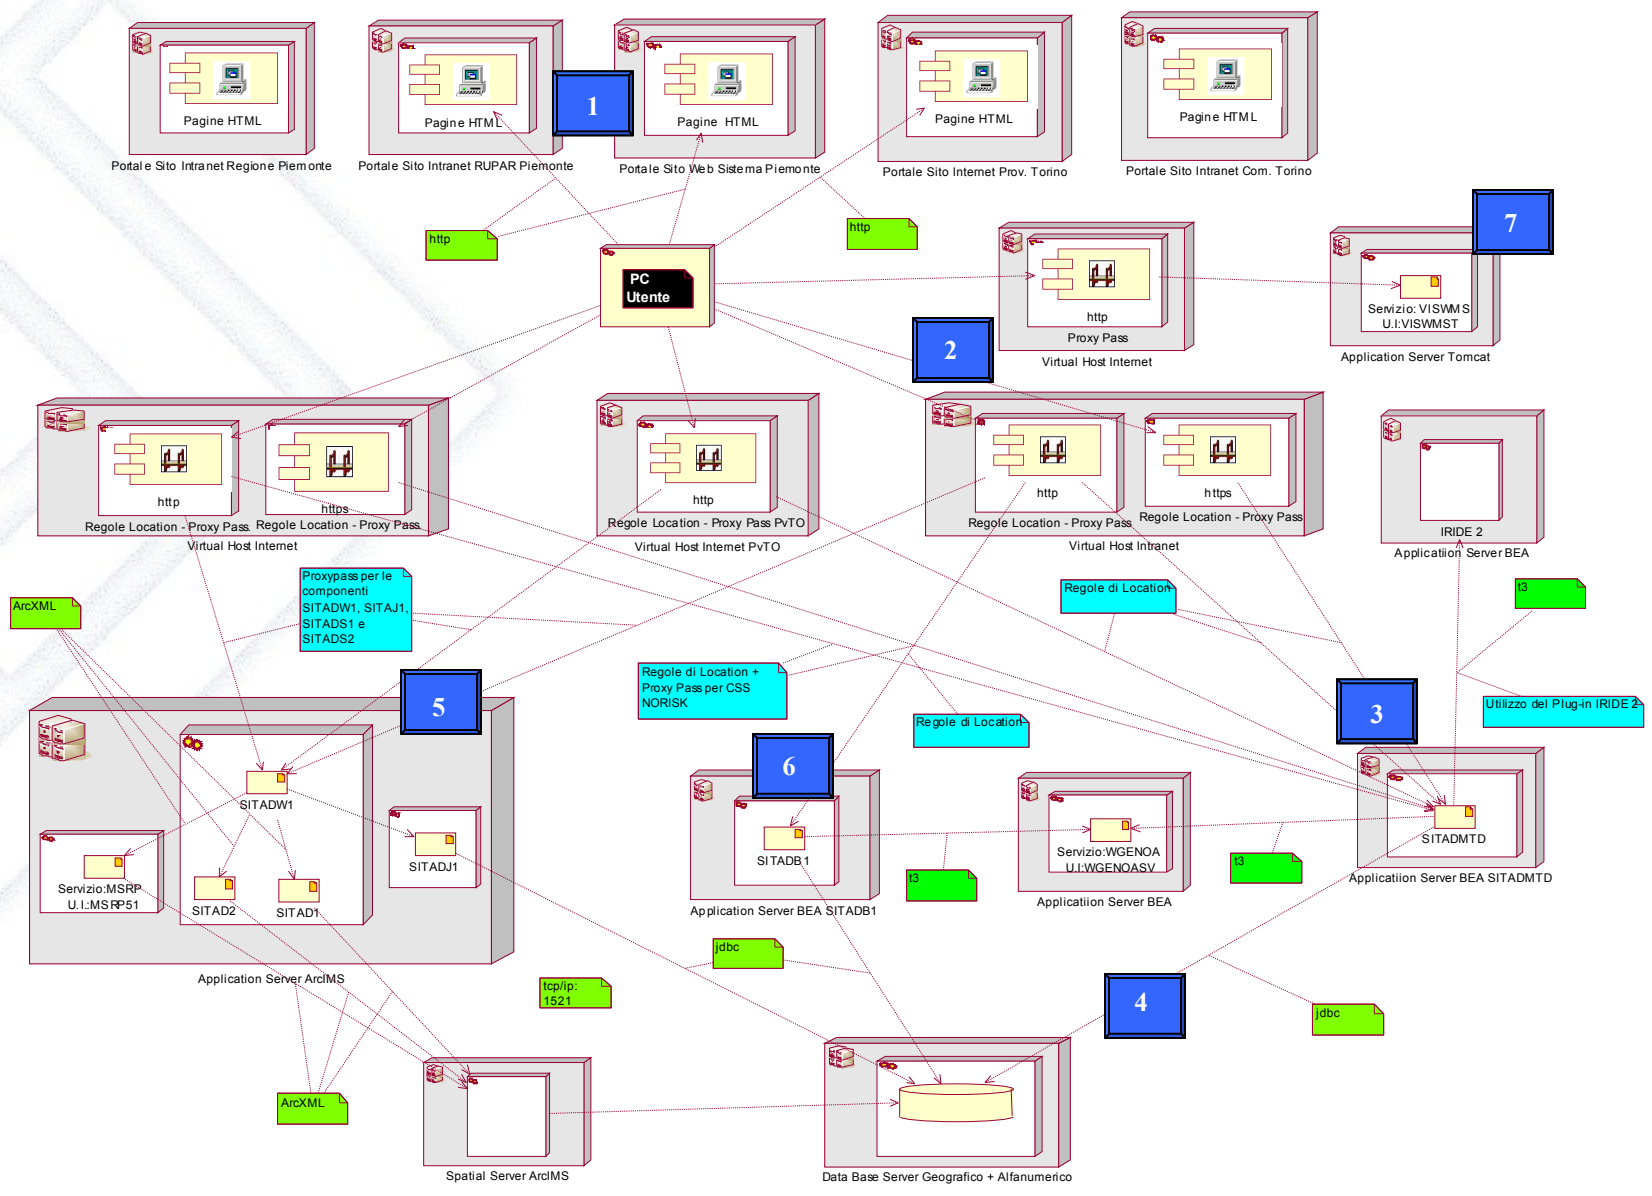 Pagine HTML
Pagine HTML
Pagine HTML
Pagine HTML
Pagine HTML
1
Portale Sito Intranet Regione Piemonte
Portale Sito Intranet RUPAR Piemonte
Portale Sito Web Sistema Piemonte
Portale Sito Internet Prov. Torino
Portale Sito Intranet Com. Torino
http
http
7
PC
Utente
http
Proxy Pass
Virtual Host Internet
Servizio: VISWMS
U.I:VISWMST
Application Server Tomcat
2
http
Regole Location - Proxy Pass
https
Regole Location - Proxy Pass
Virtual Host Internet
http
Regole Location - Proxy Pass PvTO
Virtual Host Internet PvTO
http
Regole Location - Proxy Pass
https
Regole Location - Proxy Pass
Virtual Host Intranet
IRIDE 2
Applicatiion Server BEA
ArcXML
Proxypass per le
componenti
SITADW1, SITAJ1,
SITADS1 e
SITADS2
Regole di Location
t3
Regole di Location +
Proxy Pass per CSS
NORISK
Regole di Location
Utilizzo del Plug-in IRIDE 2
5
6
3
SITADW1
SITADJ1
Servizio:MSRP
U.I.:MSRP51
SITAD2
SITAD1
Application Server ArcIMS
SITADB1
Application Server BEA SITADB1
t3
Servizio:WGENOA
U.I:WGENOASV
Applicatiion Server BEA
t3
SITADMTD
Applicatiion Server BEA SITADMTD
jdbc
tcp/ip:
1521
4
jdbc
ArcXML
Spatial Server ArcIMS
Data Base Server Geografico + Alfanumerico